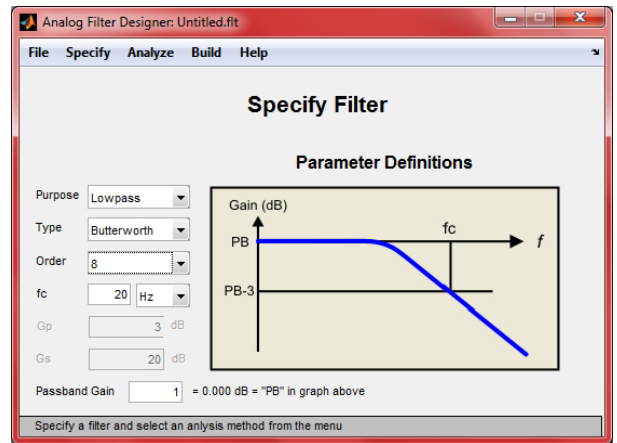 Analog Filter Designer: Untitled.flt
File Specify Analyze Build Help
Specify Filter
Parameter Definitions
Purpose Lowpass
Type Butterworth
Order 8
fc 20 Hz
Gp 3 dB
Gs 20 dB
Gain (dB)
PB
fc
f
PB-3
Passband Gain 1 = 0.000 dB = "PB" in graph above
Specify a filter and select an anlysis method from the menu